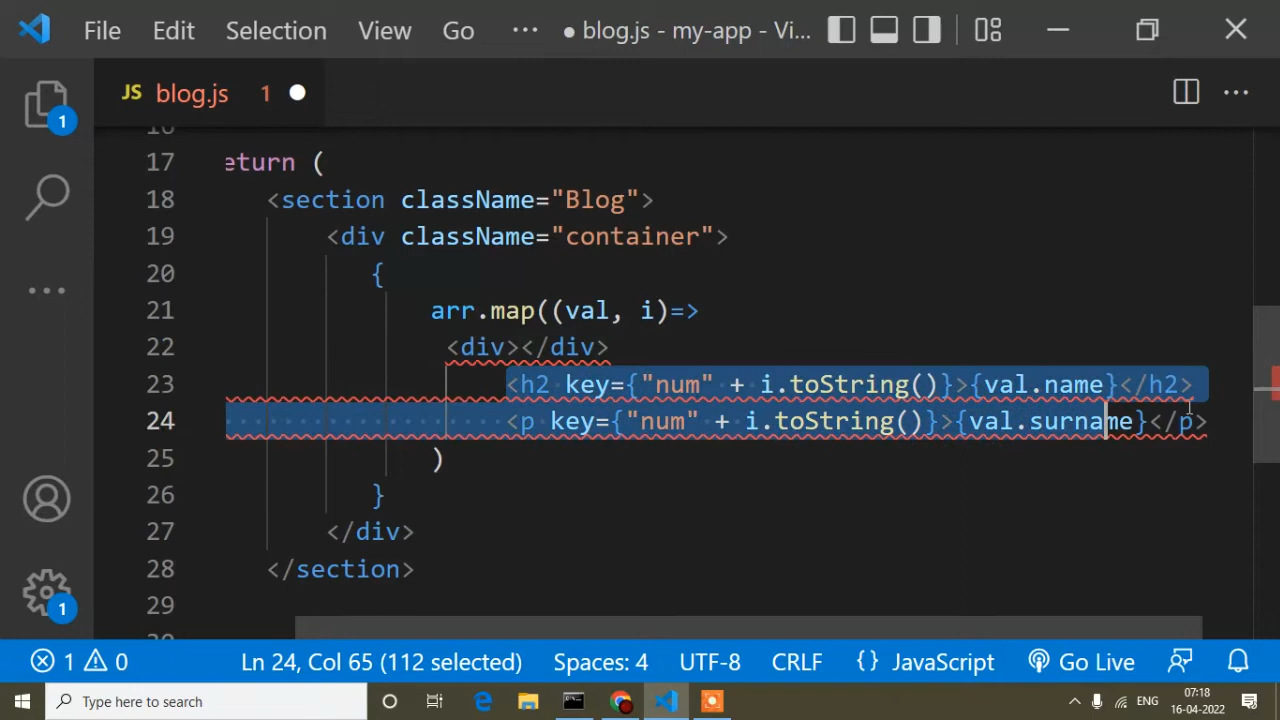 File Edit Selection View Go ··· ● blog.js - my-app - Vi...
JS blog.js 1 ●
1
16
17 eturn (
18 <section className="Blog">
19 <div className="container">
20 {
21 arr.map((val, i)=>
22 <div></div>
23 <h2 key={"num" + i.toString()}>{val.name}</h2>
24 <p key={"num" + i.toString()}>{val.surname}</p>
25 )
26 }
27 </div>
28 </section>
29
1
1 0 Ln 24, Col 65 (112 selected) Spaces: 4 UTF-8 CRLF {} JavaScript Go Live
Type here to search
ENG
07:18
16-04-2022